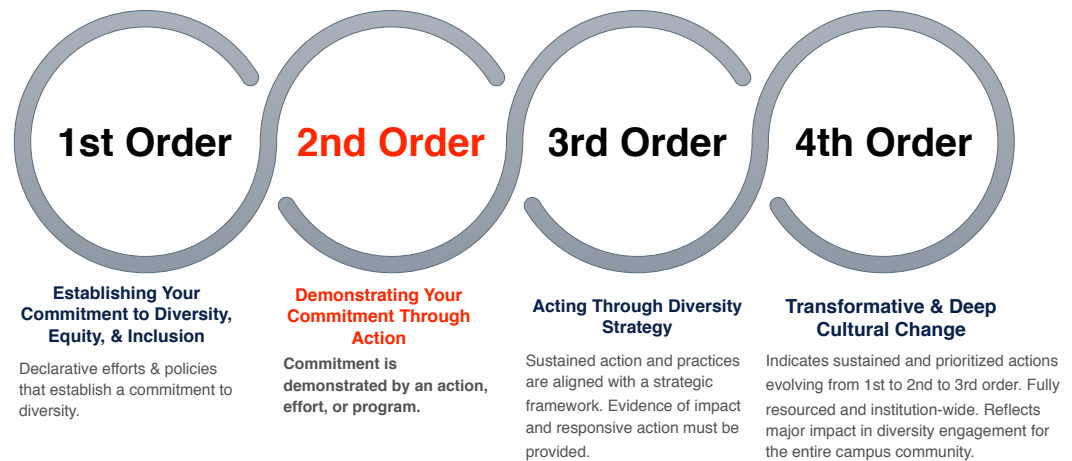 1st Order
2nd Order
3rd Order
4th Order
Establishing Your
Commitment to Diversity,
Equity, & Inclusion
Declarative efforts & policies
that establish a commitment to
diversity.
Demonstrating Your
Commitment Through
Action
Commitment is
demonstrated by an action,
effort, or program.
Acting Through Diversity
Strategy
Sustained action and practices
are aligned with a strategic
framework. Evidence of impact
and responsive action must be
provided.
Transformative & Deep
Cultural Change
Indicates sustained and prioritized actions
evolving from 1st to 2nd to 3rd order. Fully
resourced and institution-wide. Reflects
major impact in diversity engagement for
the entire campus community.